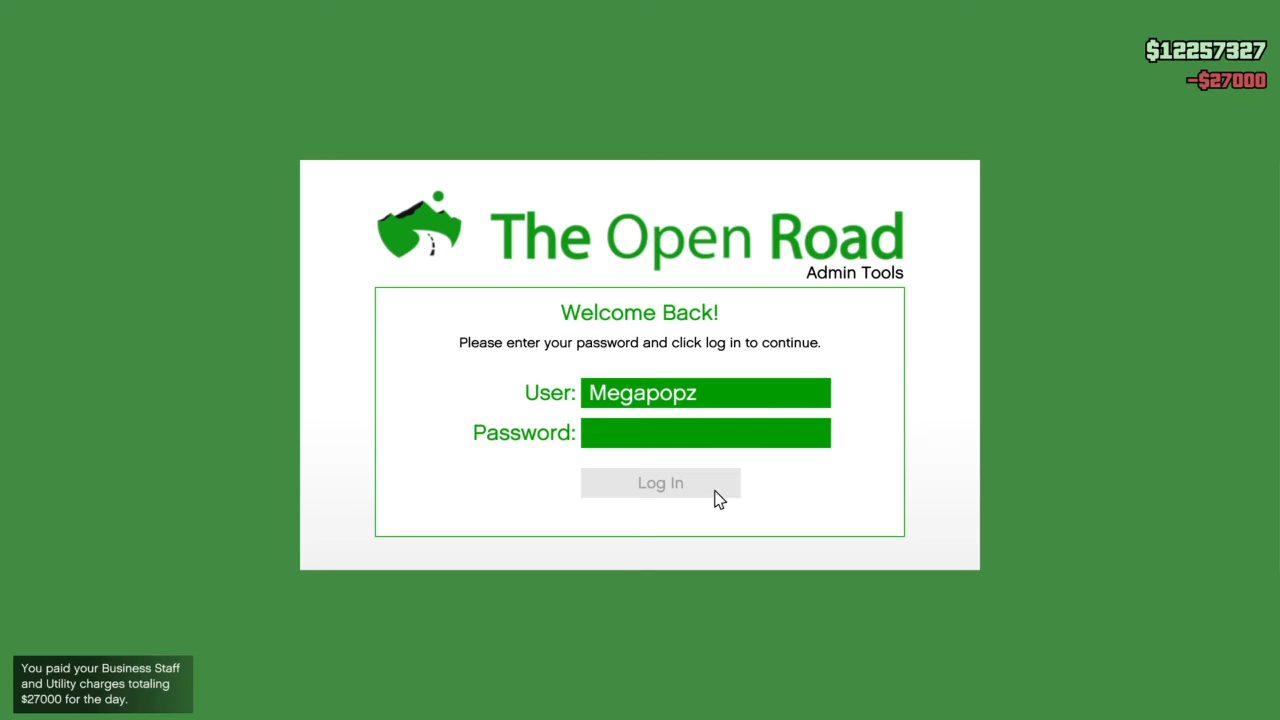 $12257327
-$27000
The Open Road
Admin Tools
Welcome Back!
Please enter your password and click log in to continue.
User: Megapopz
Password:
Log In
You paid your Business Staff
and Utility charges totaling
$27000 for the day.